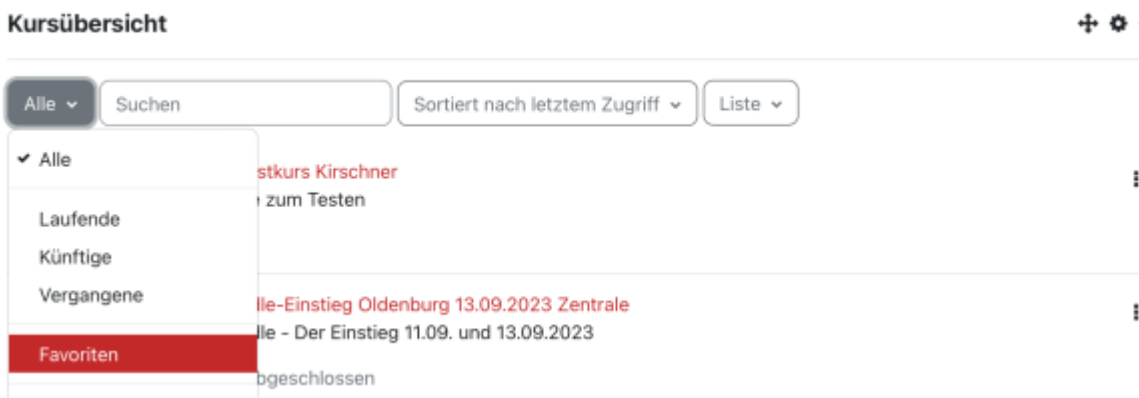 Kursübersicht
Alle Suchen Sortiert nach letztem Zugriff Liste
Alle
stkurs Kirschner
zum Testen
Laufende
Künftige
Vergangene
lle-Einstieg Oldenburg 13.09.2023 Zentrale
lle - Der Einstieg 11.09. und 13.09.2023
Favoriten
bgeschlossen